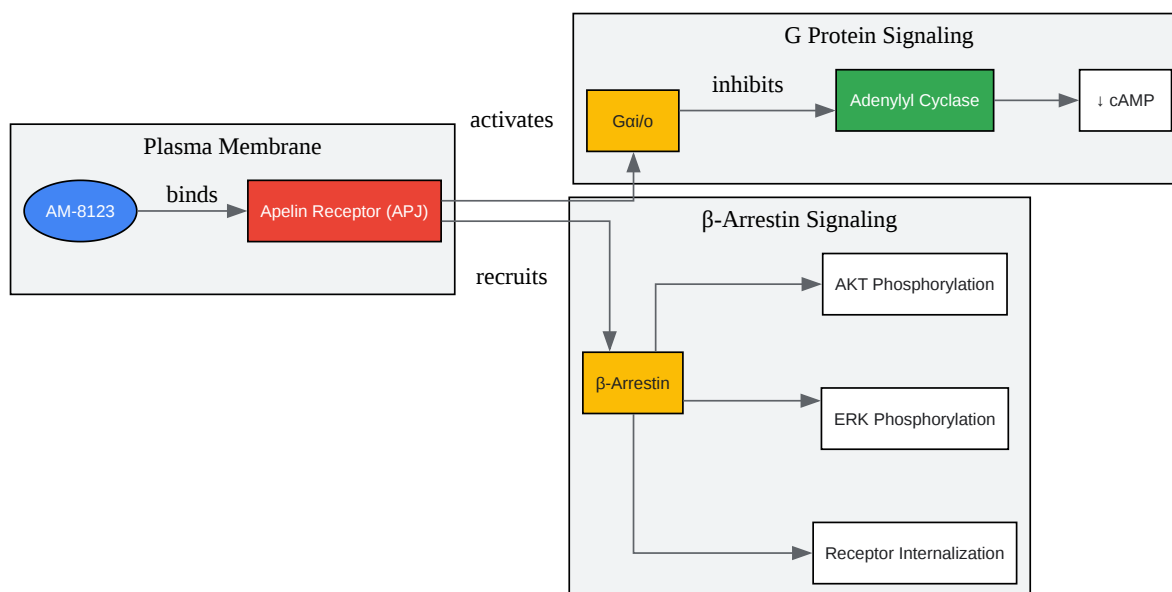 G Protein Signaling
inhibits
Adenylyl Cyclase
↓ cAMP
Gαi/o
activates
Plasma Membrane
AM-8123
binds
Apelin Receptor (APJ)
recruits
β-Arrestin Signaling
AKT Phosphorylation
β-Arrestin
ERK Phosphorylation
Receptor Internalization